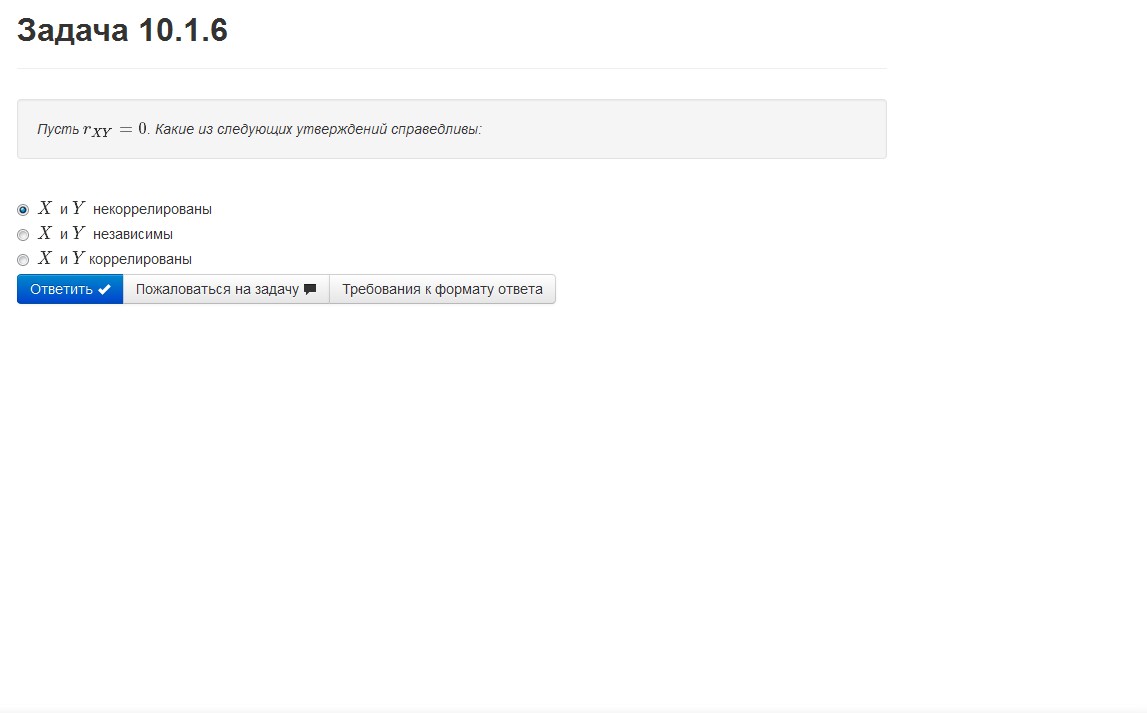 Задача 10.1.6
Пусть r_{XY} = 0. Какие из следующих утверждений справедливы:
X и Y некоррелированы
X и Y независимы
X и Y коррелированы
Ответить Пожаловаться на задачу Требования к формату ответа